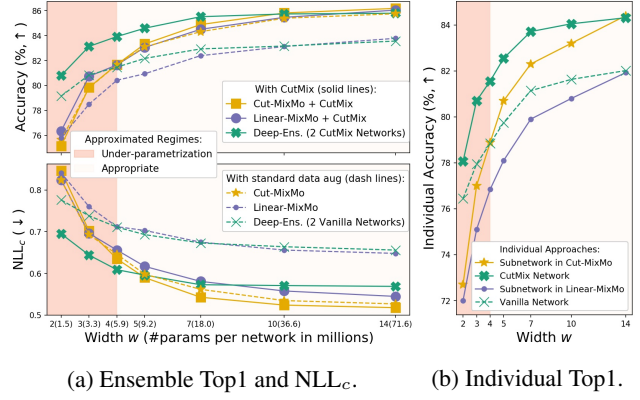 86
84
82
80
78
76
Accuracy (%, ↑)
With CutMix (solid lines):
Cut-MixMo + CutMix
Linear-MixMo + CutMix
Deep-Ens. (2 CutMix Networks)
Approximated Regimes:
Under-parametrization
Appropriate
With standard data aug (dash lines):
Cut-MixMo
Linear-MixMo
Deep-Ens. (2 Vanilla Networks)
0.8
0.7
0.6
0.5
NLLc (↓)
2(1.5) 3(3.3) 4(5.9) 5(9.2) 7(18.0) 10(36.6) 14(71.6)
Width w (#params per network in millions)
(a) Ensemble Top1 and NLLc.
84
82
80
78
76
74
72
Individual Accuracy (%, ↑)
Individual Approaches:
Subnetwork in Cut-MixMo
CutMix Network
Subnetwork in Linear-MixMo
Vanilla Network
2 3 4 5 7 10 14
Width w
(b) Individual Top1.